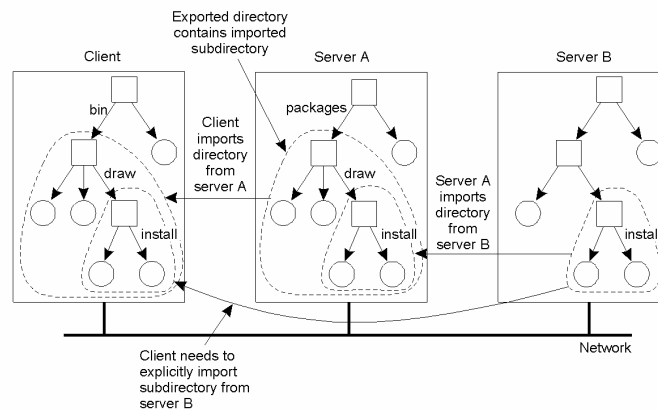 Exported directory
contains imported
subdirectory
Client
Server A
Server B
bin
Client
imports
directory
from
server A
packages
draw
draw
Server A
imports
directory
from
server B
install
install
install
Network
Client needs to
explicitly import
subdirectory from
server B